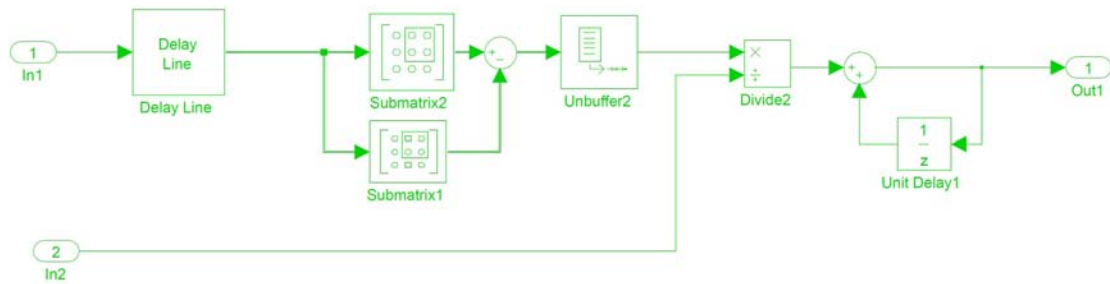 1
In1
Delay
Line
Delay Line
Submatrix2
+
−
Submatrix1
Unbuffer2
×
÷
Divide2
+
+
1
Out1
1
z
Unit Delay1
2
In2